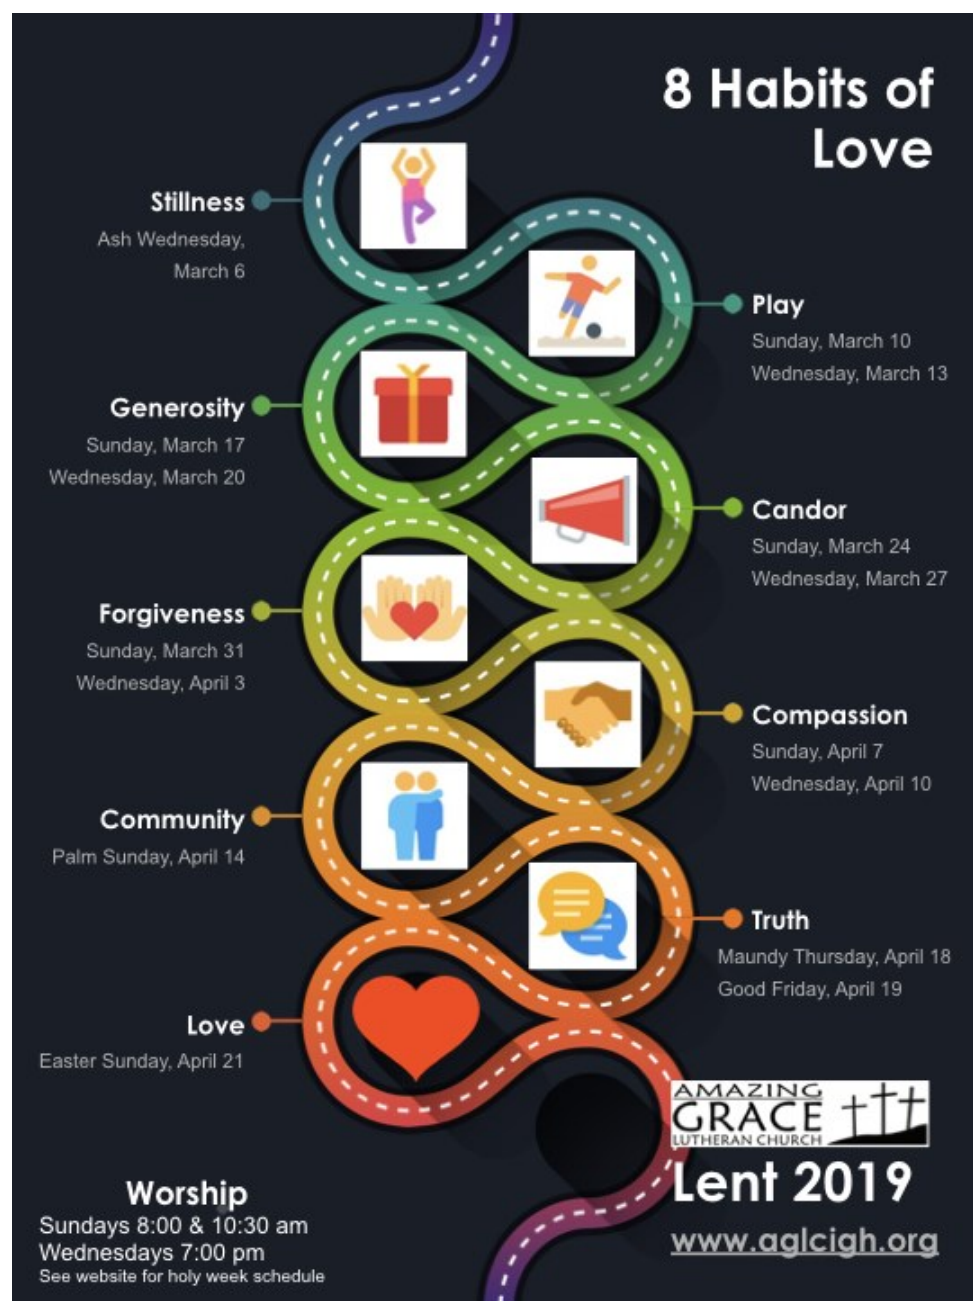 8 Habits of
Love
Stillness
Ash Wednesday,
March 6
Play
Sunday, March 10
Wednesday, March 13
Generosity
Sunday, March 17
Wednesday, March 20
Candor
Sunday, March 24
Wednesday, March 27
Forgiveness
Sunday, March 31
Wednesday, April 3
Compassion
Sunday, April 7
Wednesday, April 10
Community
Palm Sunday, April 14
Truth
Maundy Thursday, April 18
Good Friday, April 19
Love
Easter Sunday, April 21
AMAZING
GRACE
LUTHERAN CHURCH
Lent 2019
www.aglcigh.org
Worship
Sundays 8:00 & 10:30 am
Wednesdays 7:00 pm
See website for holy week schedule